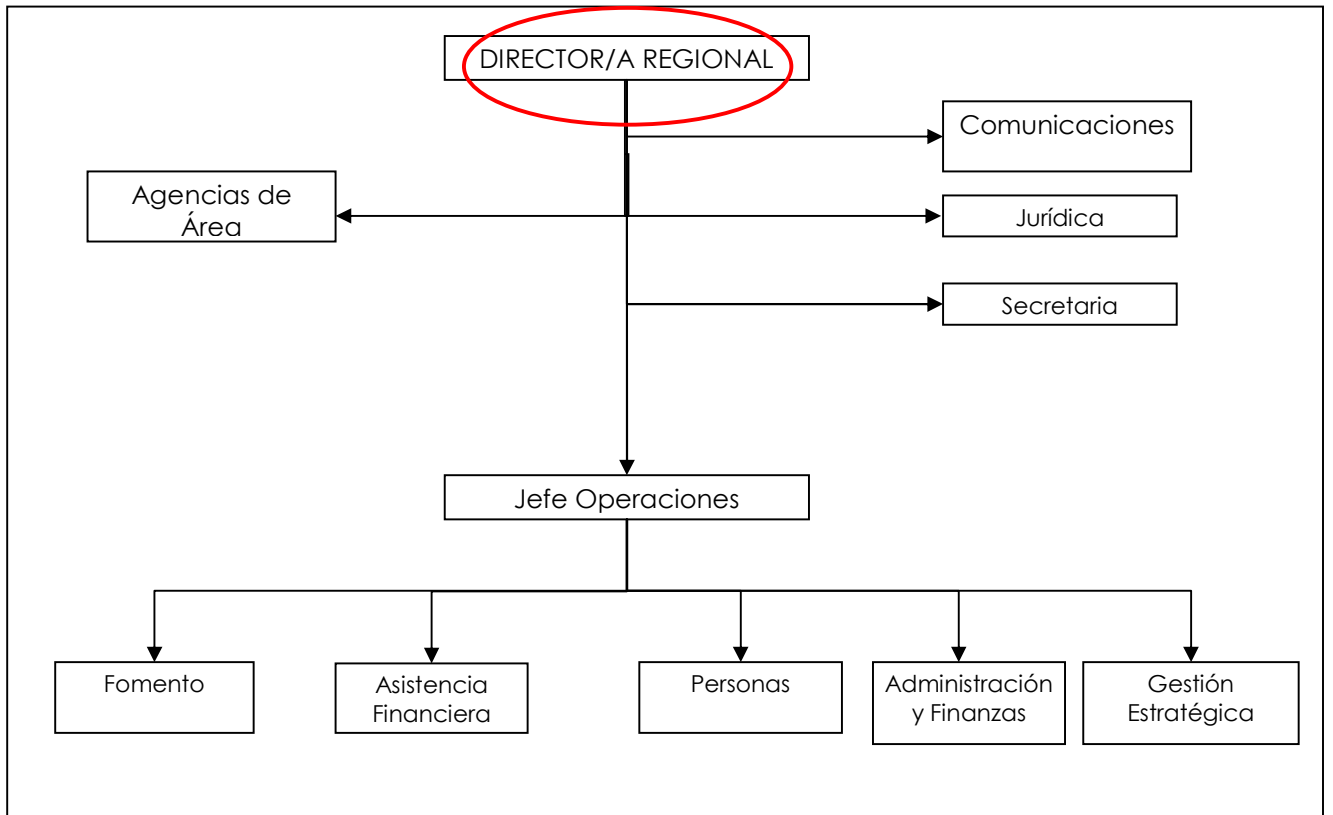 DIRECTOR/A REGIONAL
Comunicaciones
Agencias de
Área
Jurídica
Secretaria
Jefe Operaciones
Fomento
Asistencia
Financiera
Personas
Administración
y Finanzas
Gestión
Estratégica